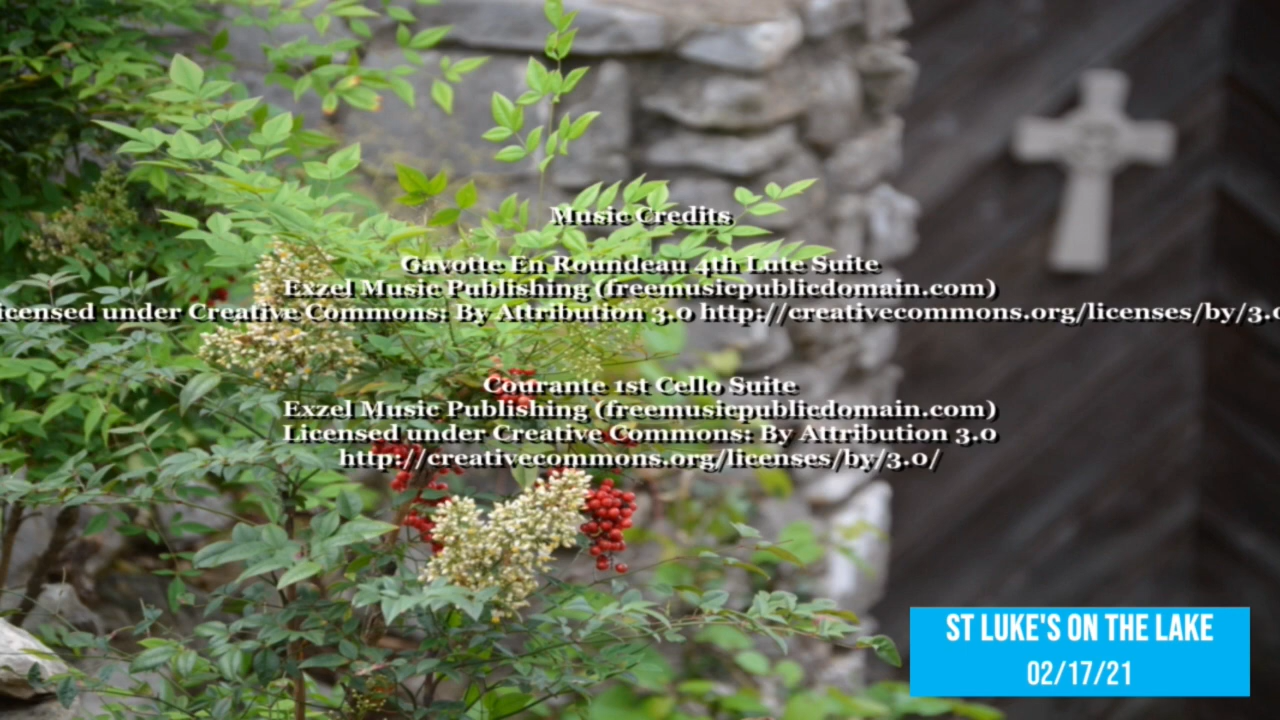 Music Credits
Gavotte En Roundeau 4th Lute Suite
Exzel Music Publishing (freemusicpublicdomain.com)
icensed under Creative Commons: By Attribution 3.0 http://creativecommons.org/licenses/by/3.0
Courante 1st Cello Suite
Exzel Music Publishing (freemusicpublicdomain.com)
Licensed under Creative Commons: By Attribution 3.0
http://creativecommons.org/licenses/by/3.0/
ST LUKE'S ON THE LAKE
02/17/21